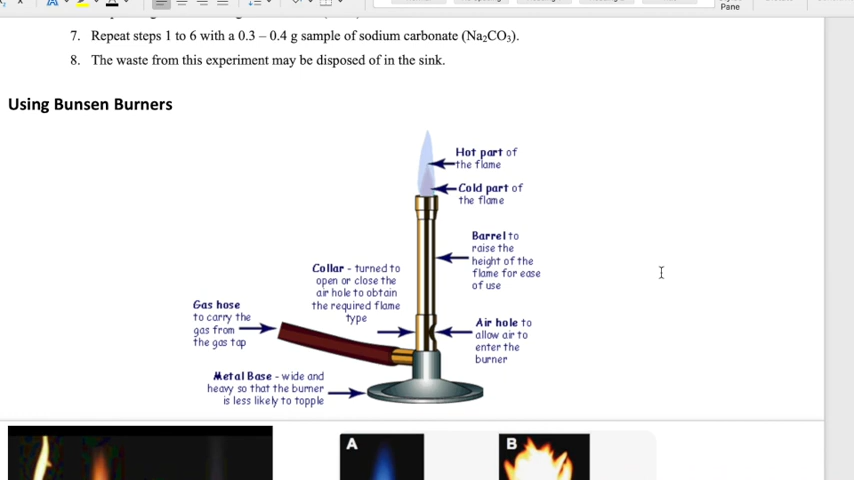 Pane
7. Repeat steps 1 to 6 with a 0.3 – 0.4 g sample of sodium carbonate (Na₂CO₃).
8. The waste from this experiment may be disposed of in the sink.
Using Bunsen Burners
Hot part of
the flame
Cold part of
the flame
Barrel to
raise the
height of the
flame for ease
of use
Collar - turned to
open or close the
air hole to obtain
the required flame
type
Gas hose
to carry the
gas from
the gas tap
Air hole to
allow air to
enter the
burner
Metal Base - wide and
heavy so that the burner
is less likely to topple
A
B